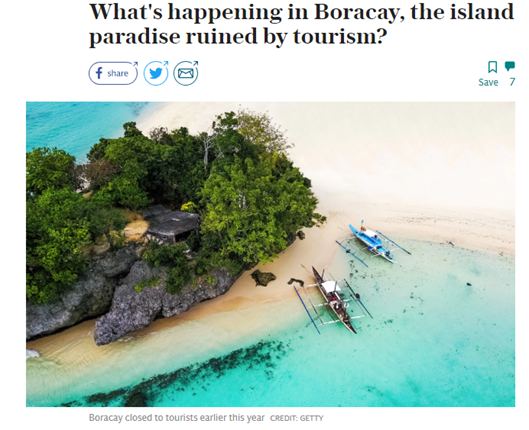 What's happening in Boracay, the island
paradise ruined by tourism?
f share
Save 7
Boracay closed to tourists earlier this year CREDIT: GETTY